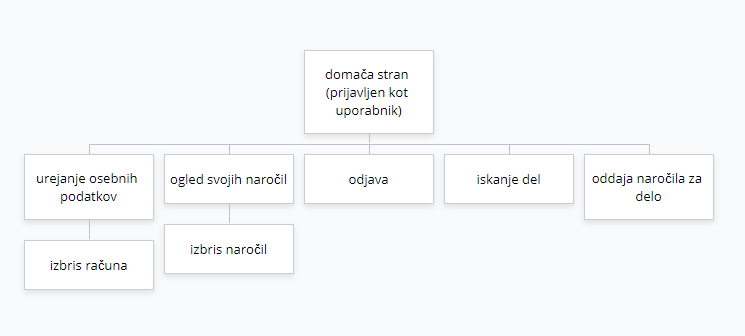 domača stran
(prijavljen kot
uporabnik)
urejanje osebnih
podatkov
ogled svojih naročil
odjava
iskanje del
oddaja naročila za
delo
izbris računa
izbris naročil